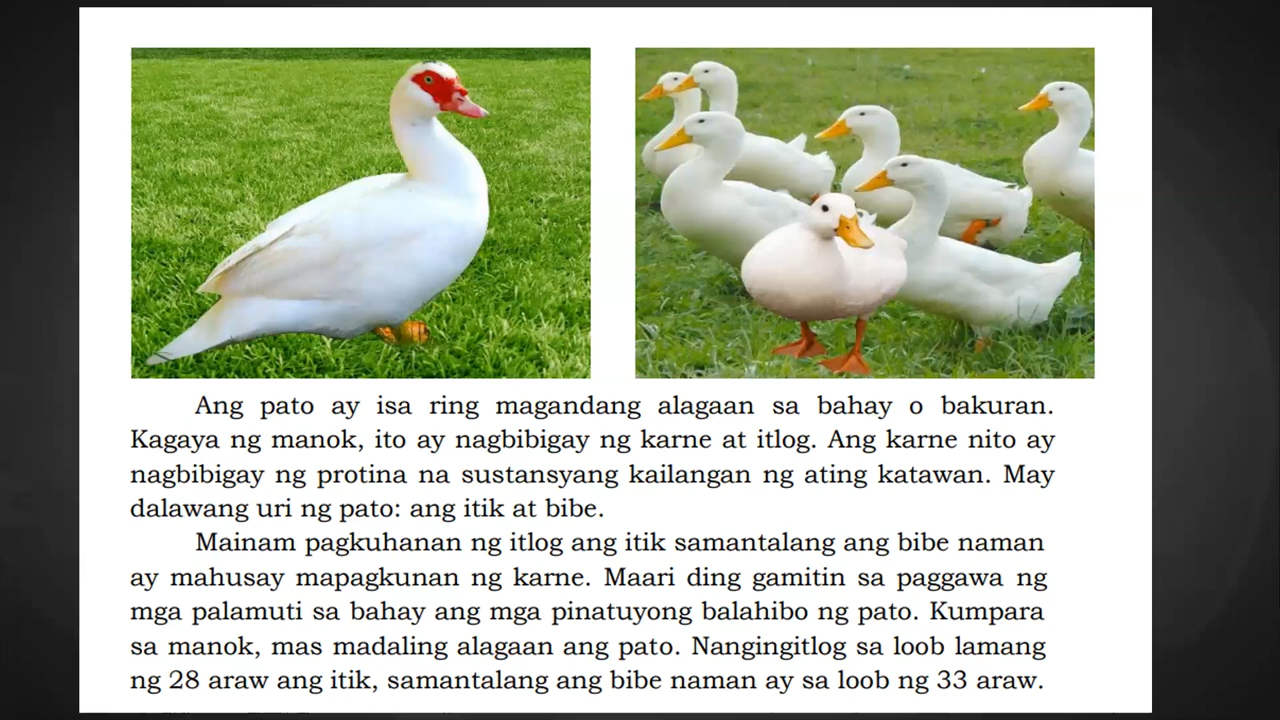 Ang pato ay isa ring magandang alagaan sa bahay o bakuran.
Kagaya ng manok, ito ay nagbibigay ng karne at itlog. Ang karne nito ay
nagbibigay ng protina na sustansyang kailangan ng ating katawan. May
dalawang uri ng pato: ang itik at bibe.
Mainam pagkuhanan ng itlog ang itik samantalang ang bibe naman
ay mahusay mapagkunan ng karne. Maari ding gamitin sa paggawa ng
mga palamuti sa bahay ang mga pinatuyong balahibo ng pato. Kumpara
sa manok, mas madaling alagaan ang pato. Nangingitlog sa loob lamang
ng 28 araw ang itik, samantalang ang bibe naman ay sa loob ng 33 araw.